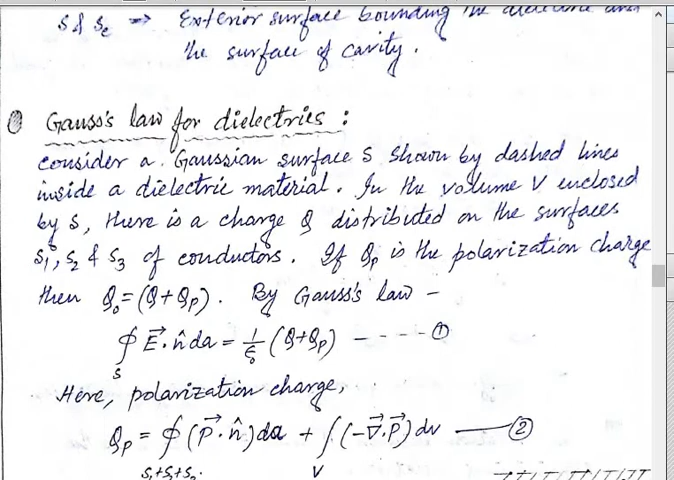 S & Sc ⇒ Exterior surface bounding the dielectric and
the surface of cavity.
Gauss's law for dielectrics :
consider a Gaussian surface S shown by dashed lines
inside a dielectric material. In the volume V enclosed
by S, there is a charge Q distributed on the surfaces
S1, S2 & S3 of conductors. If Qp is the polarization charge
then Q0 = (Q+Qp). By Gauss's law –
∮S E⃗·n̂ da = 1/ε0 (Q+Qp) ---- ①
Here, polarization charge,
Qp = ∮ (P⃗·n̂) da + ∫ (-∇⃗·P⃗) dv —— ②
S1+S2+S3 V